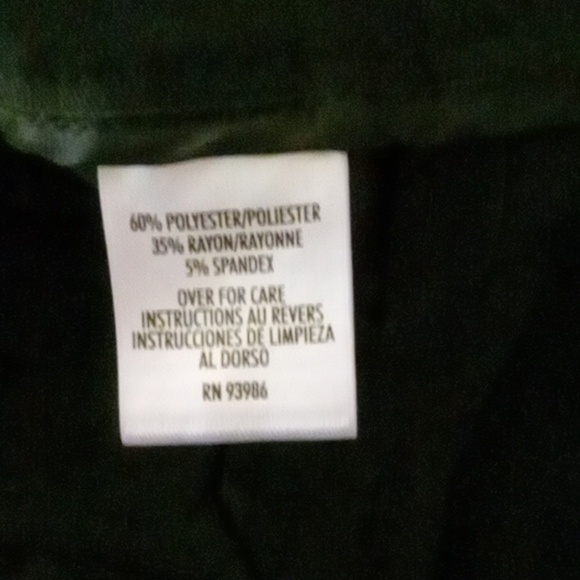 60% POLYESTER/POLIESTER
35% RAYON/RAYONNE
5% SPANDEX
OVER FOR CARE
INSTRUCTIONS AU REVERS
INSTRUCCIONES DE LIMPIEZA
AL DORSO
RN 93986